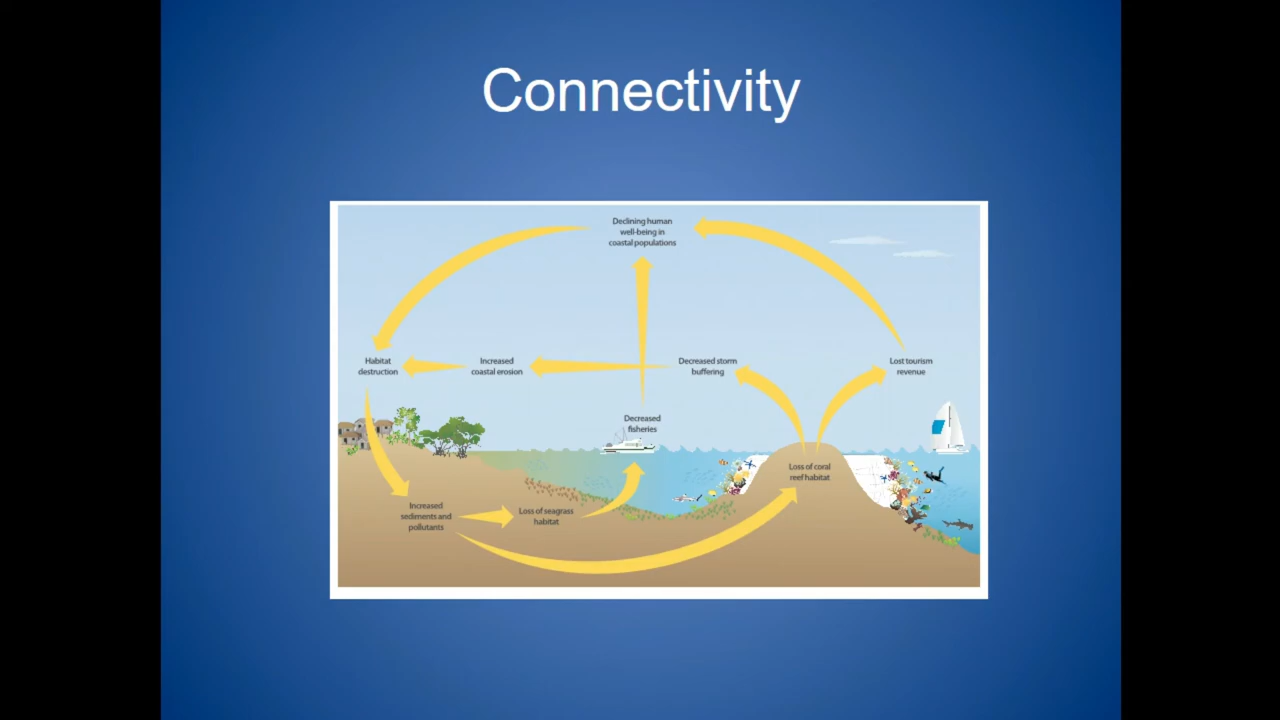 Connectivity
Declining human
well-being in
coastal populations
Habitat
destruction
Increased
coastal erosion
Decreased storm
buffering
Lost tourism
revenue
Decreased
fisheries
Loss of coral
reef habitat
Increased
sediments and
pollutants
Loss of seagrass
habitat